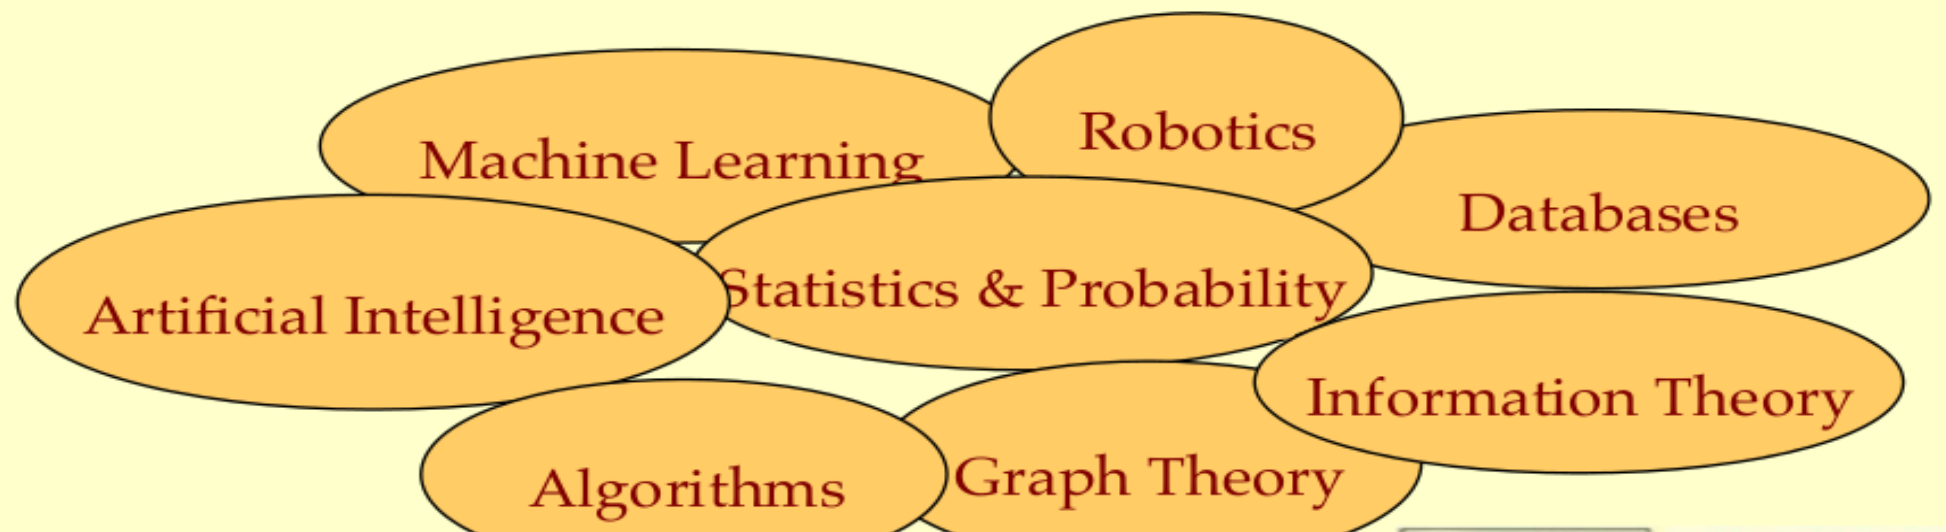 Robotics
Machine Learning
Databases
Statistics & Probability
Artificial Intelligence
Information Theory
Graph Theory
Algorithms